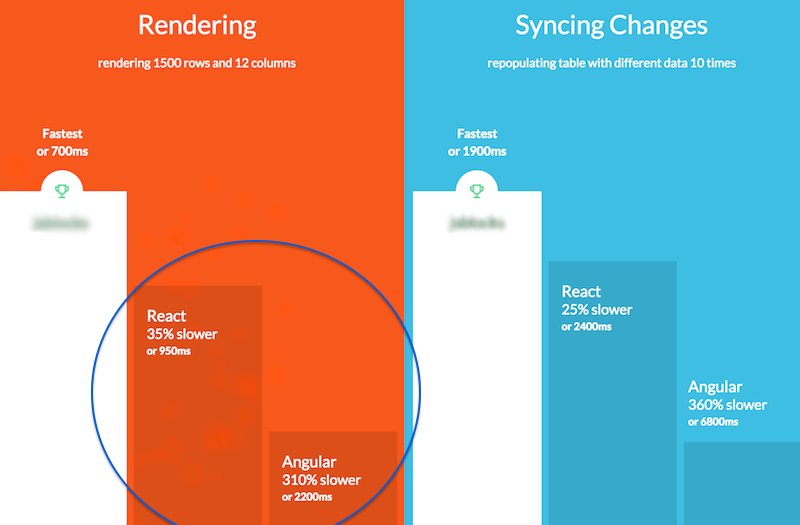 Rendering
rendering 1500 rows and 12 columns
Fastest
or 700ms
React
35% slower
or 950ms
Angular
310% slower
or 2200ms
Syncing Changes
repopulating table with different data 10 times
Fastest
or 1900ms
React
25% slower
or 2400ms
Angular
360% slower
or 6800ms